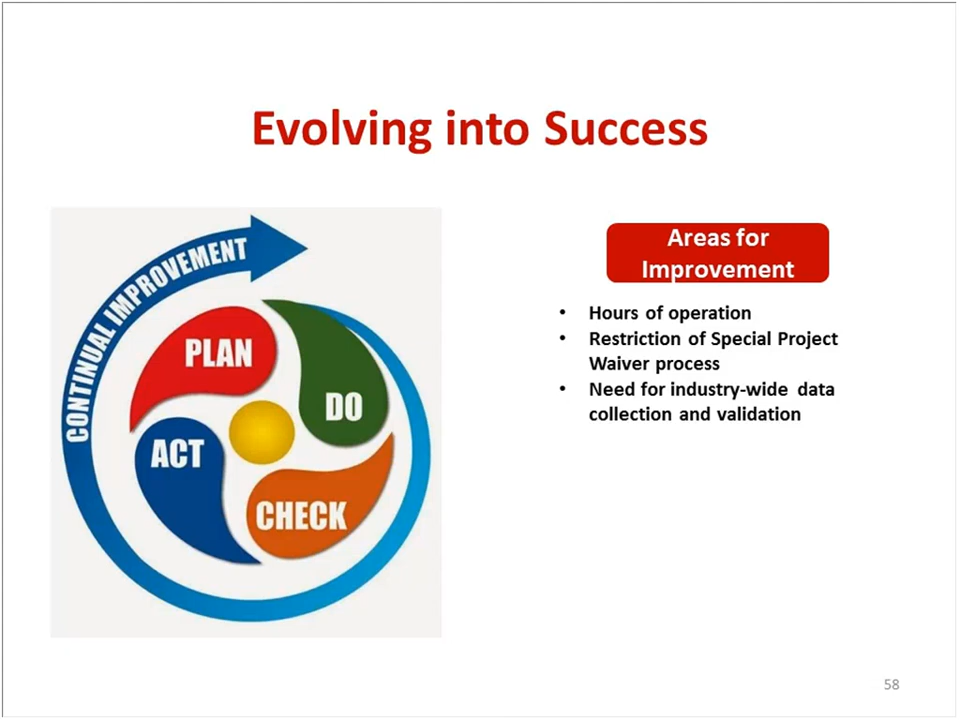 Evolving into Success
CONTINUAL IMPROVEMENT
PLAN
DO
ACT
CHECK
Areas for
Improvement
• Hours of operation
• Restriction of Special Project
Waiver process
• Need for industry-wide data
collection and validation
58